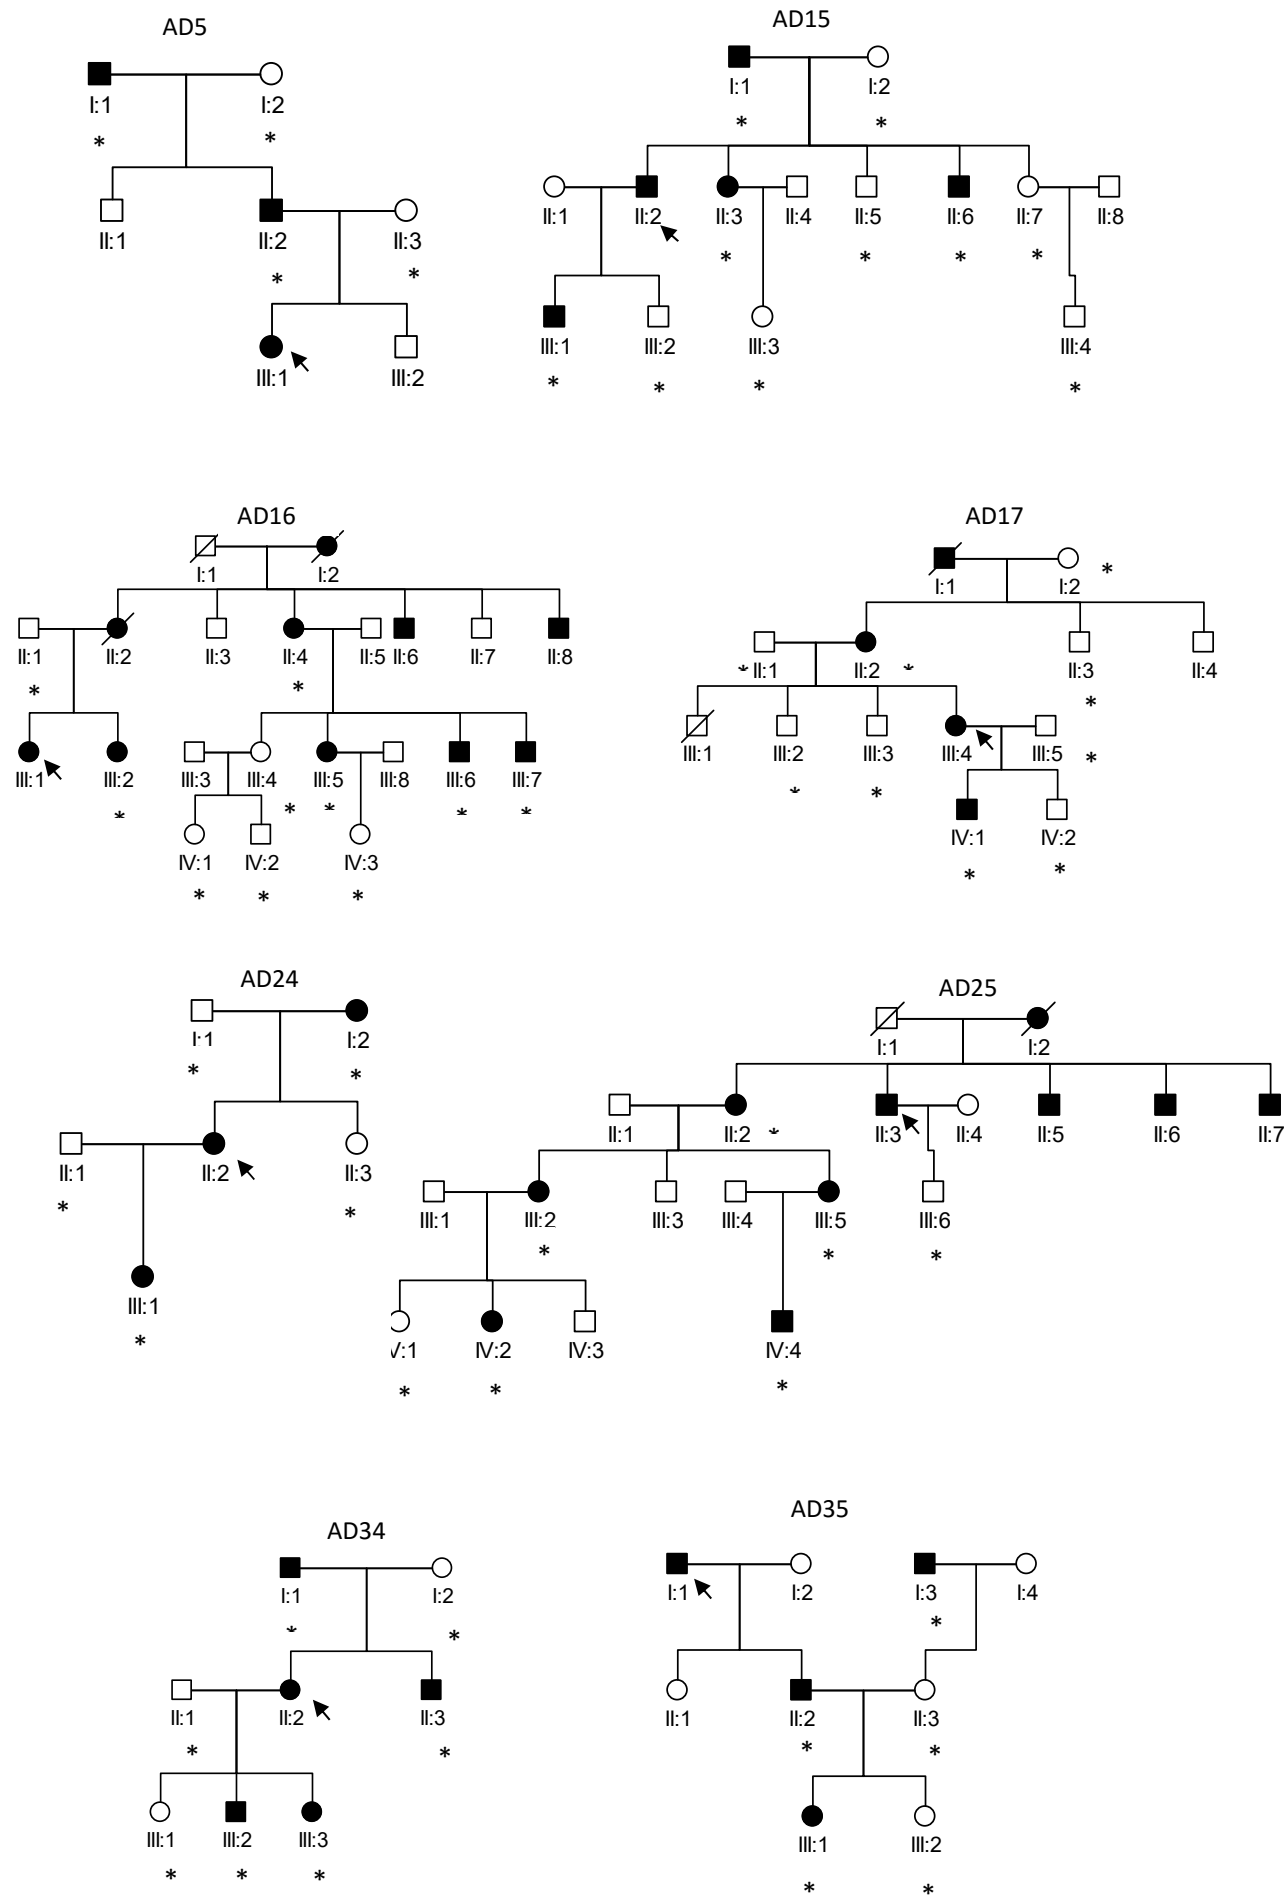 AD5
I:1 I:2
* *
II:1 II:2 II:3
* *
III:1 III:2
AD15
I:1 I:2
* *
II:1 II:2 II:3 II:4 II:5 II:6 II:7 II:8
* * * *
III:1 III:2 III:3 III:4
* * * *
AD16
I:1 I:2
II:1 II:2 II:3 II:4 II:5 II:6 II:7 II:8
* *
III:1 III:2 III:3 III:4 III:5 III:8 III:6 III:7
* * * * *
IV:1 IV:2 IV:3
* * *
AD17
I:1 I:2 *
* II:1 II:2 * II:3 II:4
*
III:1 III:2 III:3 III:4 III:5 *
* *
IV:1 IV:2
* *
AD24
I:1 I:2
* *
II:1 II:2 II:3
* *
III:1
*
AD25
I:1 I:2
II:1 II:2 * II:3 II:4 II:5 II:6 II:7
III:1 III:2 III:3 III:4 III:5 III:6
* * *
V:1 IV:2 IV:3 IV:4
* * *
AD34
I:1 I:2
* *
II:1 II:2 II:3
* *
III:1 III:2 III:3
* * *
AD35
I:1 I:2 I:3 I:4
*
II:1 II:2 II:3
* *
III:1 III:2
* *